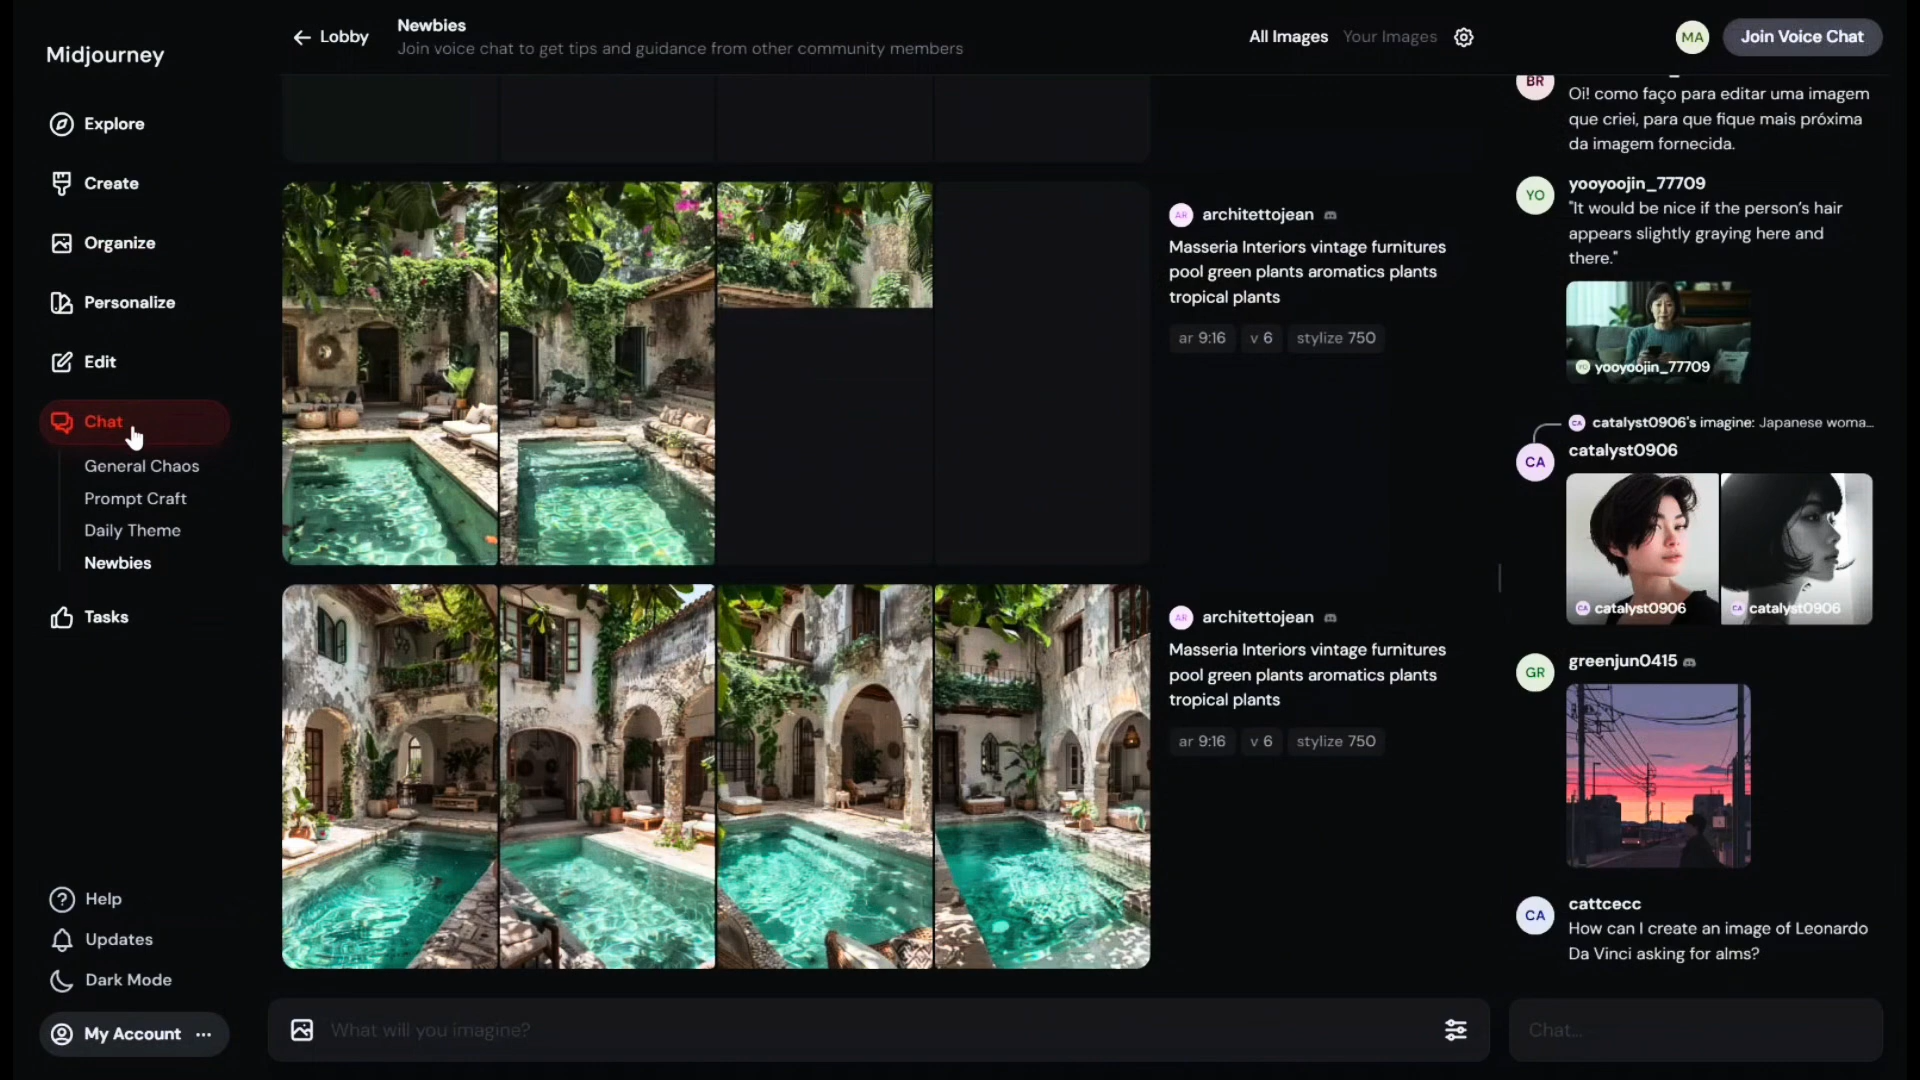 Midjourney
Explore
Create
Organize
Personalize
Edit
Chat
General Chaos
Prompt Craft
Daily Theme
Newbies
Tasks
Help
Updates
Dark Mode
My Account ...
Lobby
Newbies
Join voice chat to get tips and guidance from other community members
All Images Your Images
MA Join Voice Chat
AR architettojean
Masseria Interiors vintage furnitures
pool green plants aromatics plants
tropical plants
ar 9:16 v 6 stylize 750
AR architettojean
Masseria Interiors vintage furnitures
pool green plants aromatics plants
tropical plants
ar 9:16 v 6 stylize 750
What will you imagine?
BR
Oi! como faço para editar uma imagem
que criei, para que fique mais próxima
da imagem fornecida.
YO yooyoojin_77709
"It would be nice if the person's hair
appears slightly graying here and
there."
yooyoojin_77709
CA catalyst0906's imagine: Japanese woma...
CA catalyst0906
CA catalyst0906
CA catalyst0906
GR greenjun0415
CA cattcecc
How can I create an image of Leonardo
Da Vinci asking for alms?
Chat...